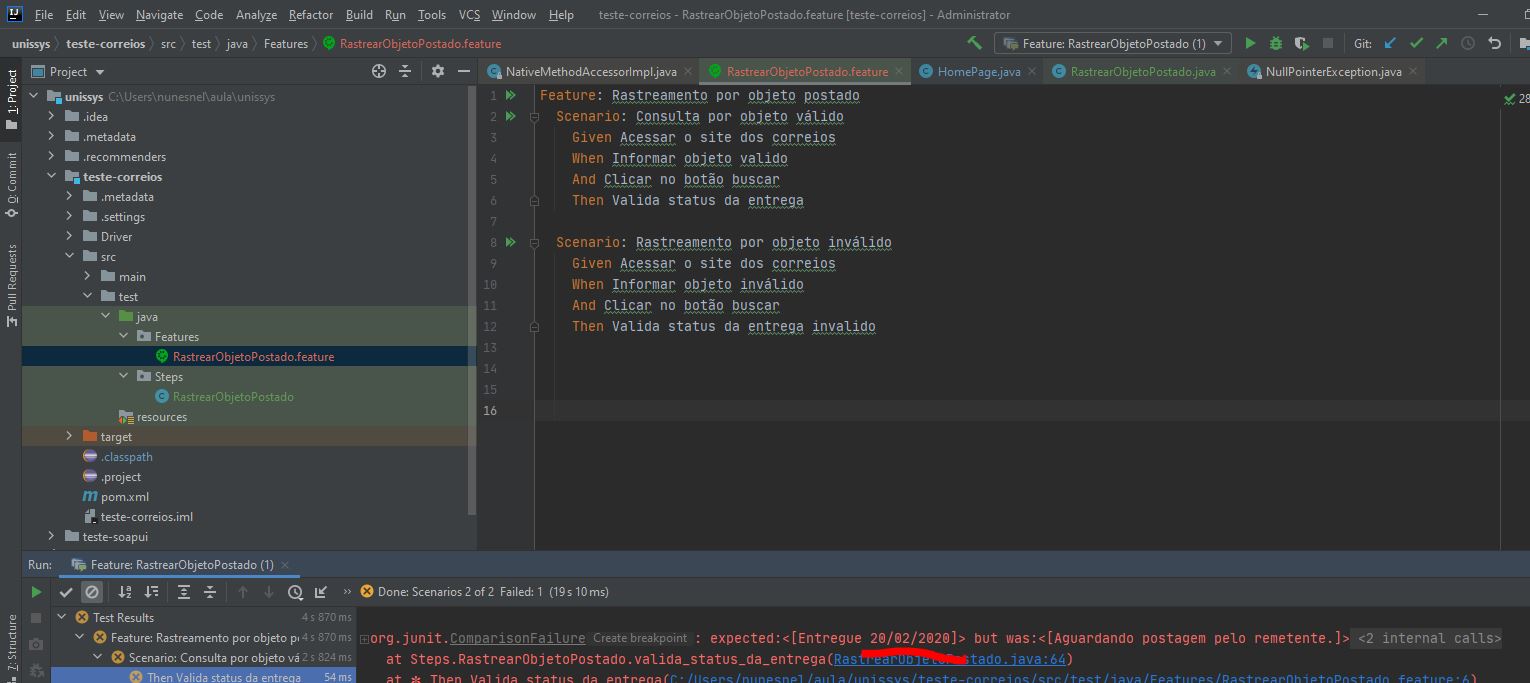 File Edit View Navigate Code Analyze Refactor Build Run Tools VCS Window Help teste-correios - RastrearObjetoPostado.feature [teste-correios] - Administrator
unissys teste-correios src test java Features RastrearObjetoPostado.feature Feature: RastrearObjetoPostado (1) Git:
Project NativeMethodAccessorImpl.java RastrearObjetoPostado.feature HomePage.java RastrearObjetoPostado.java NullPointerException.java
1: Project
0: Commit
Pull Requests
Z: Structure
unissys C:\Users\nunesnel\aula\unissys
.idea
.metadata
.recommenders
teste-correios
.metadata
.settings
Driver
src
main
test
java
Features
RastrearObjetoPostado.feature
Steps
RastrearObjetoPostado
resources
target
.classpath
.project
pom.xml
teste-correios.iml
teste-soapui
1 Feature: Rastreamento por objeto postado
2 Scenario: Consulta por objeto válido
3 Given Acessar o site dos correios
4 When Informar objeto valido
5 And Clicar no botão buscar
6 Then Valida status da entrega
7
8 Scenario: Rastreamento por objeto inválido
9 Given Acessar o site dos correios
10 When Informar objeto inválido
11 And Clicar no botão buscar
12 Then Valida status da entrega invalido
13
14
15
16
28
Run: Feature: RastrearObjetoPostado (1)
Done: Scenarios 2 of 2 Failed: 1 (19 s 10 ms)
Test Results 4 s 870 ms
Feature: Rastreamento por objeto 4 s 870 ms
Scenario: Consulta por objeto vá 2 s 824 ms
Then Valida status da entrega 54 ms
org.junit.ComparisonFailure Create breakpoint : expected:<[Entregue 20/02/2020]> but was:<[Aguardando postagem pelo remetente.]> <2 internal calls>
at Steps.RastrearObjetoPostado.valida_status_da_entrega(RastrearObjetoPostado.java:64)
at * Then Valida status da entrega(C:/Users/nunesnel/aula/unissys/teste-correios/src/test/java/Features/RastrearObjetoPostado.feature:6)